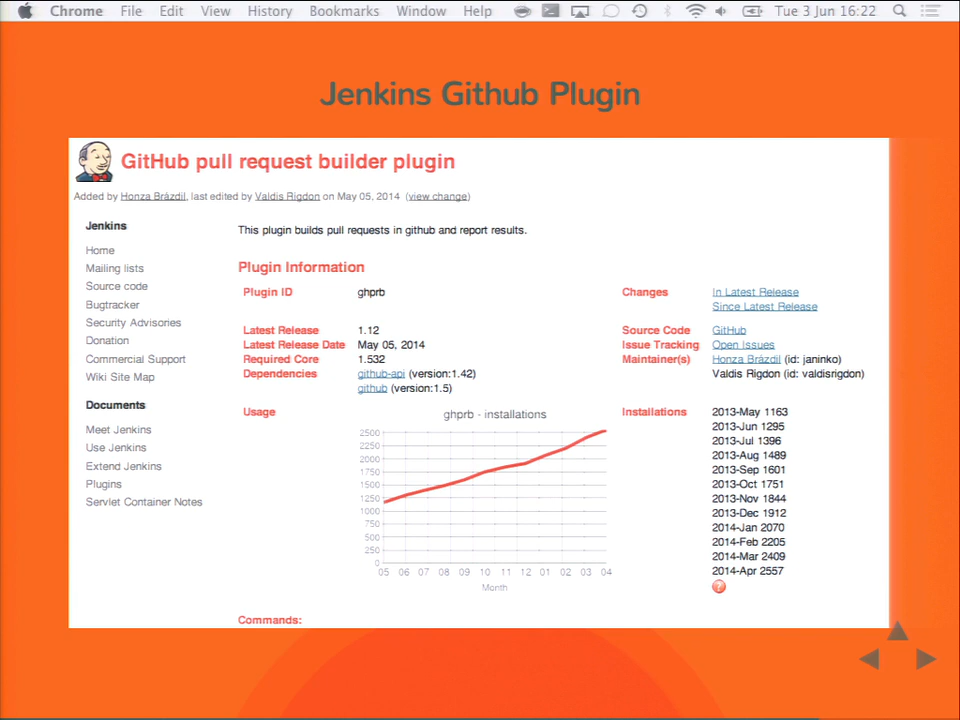 Chrome File Edit View History Bookmarks Window Help Tue 3 Jun 16:22
Jenkins Github Plugin
GitHub pull request builder plugin
Added by Honza Brázdil, last edited by Valdis Rigdon on May 05, 2014 (view change)
Jenkins
Home
Mailing lists
Source code
Bugtracker
Security Advisories
Donation
Commercial Support
Wiki Site Map
Documents
Meet Jenkins
Use Jenkins
Extend Jenkins
Plugins
Servlet Container Notes
This plugin builds pull requests in github and report results.
Plugin Information
Plugin ID ghprb
Changes In Latest Release
Since Latest Release
Latest Release 1.12
Latest Release Date May 05, 2014
Required Core 1.532
Dependencies github-api (version:1.42)
github (version:1.5)
Source Code GitHub
Issue Tracking Open Issues
Maintainer(s) Honza Brázdil (id: janinko)
Valdis Rigdon (id: valdisrigdon)
Usage
ghprb - installations
2500
2250
2000
1750
1500
1250
1000
750
500
250
0
05 06 07 08 09 10 11 12 01 02 03 04
Month
Installations 2013-May 1163
2013-Jun 1295
2013-Jul 1396
2013-Aug 1489
2013-Sep 1601
2013-Oct 1751
2013-Nov 1844
2013-Dec 1912
2014-Jan 2070
2014-Feb 2205
2014-Mar 2409
2014-Apr 2557
?
Commands: